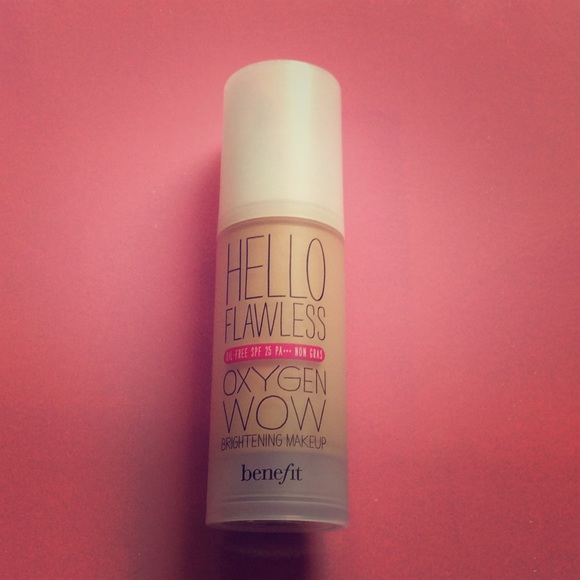 HELLO
FLAWLESS
OIL-FREE SPF 25 PA+++ NON GRAS
OXYGEN
WOW
BRIGHTENING MAKEUP
benefit